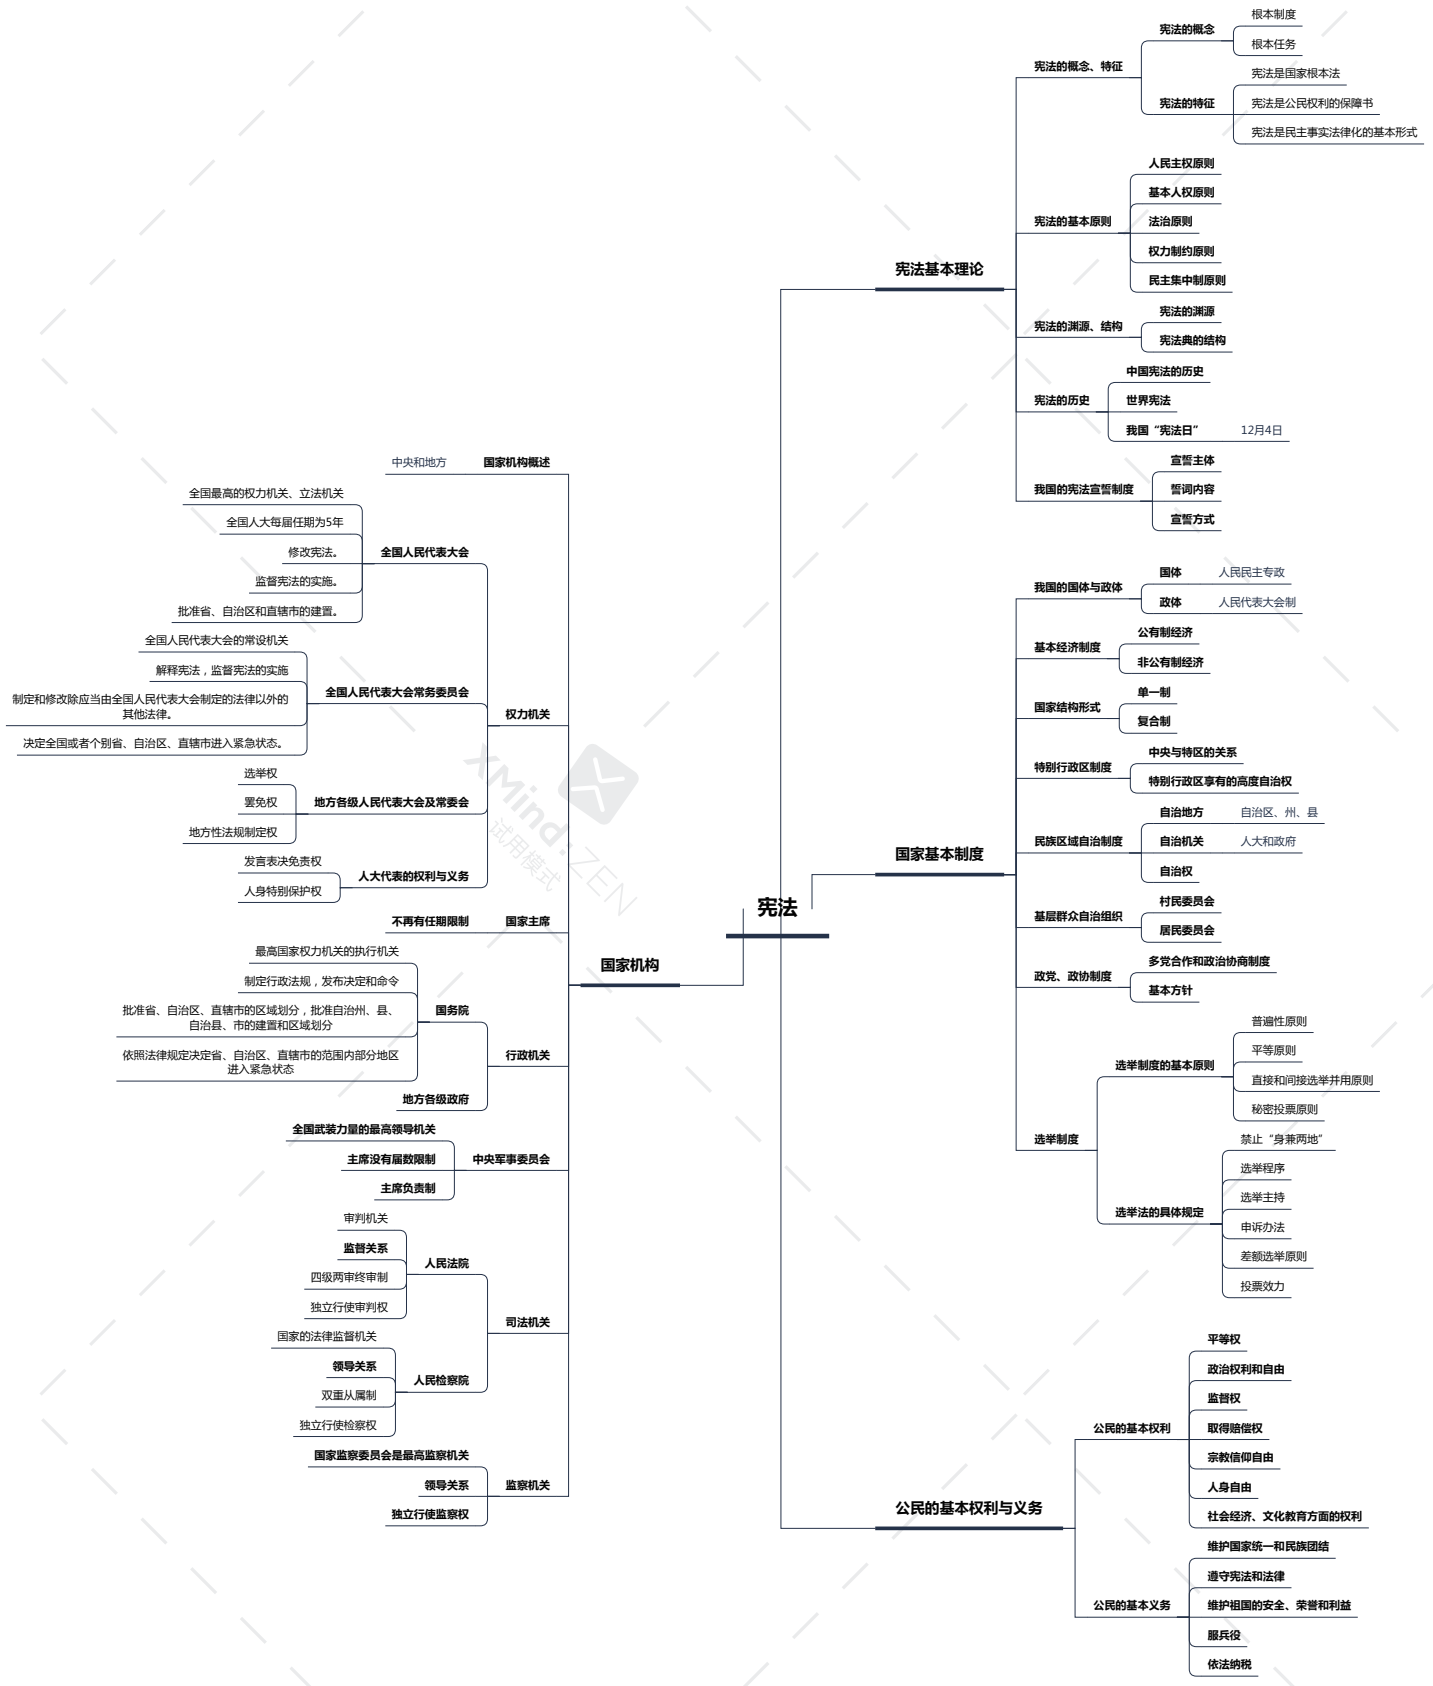 宪法
宪法基本理论
宪法的概念、特征
宪法的概念
根本制度
根本任务
宪法的特征
宪法是国家根本法
宪法是公民权利的保障书
宪法是民主事实法律化的基本形式
宪法的基本原则
人民主权原则
基本人权原则
法治原则
权力制约原则
民主集中制原则
宪法的渊源、结构
宪法的渊源
宪法典的结构
宪法的历史
中国宪法的历史
世界宪法
我国“宪法日”
12月4日
我国的宪法宣誓制度
宣誓主体
誓词内容
宣誓方式
国家基本制度
我国的国体与政体
国体
人民民主专政
政体
人民代表大会制
基本经济制度
公有制经济
非公有制经济
国家结构形式
单一制
复合制
特别行政区制度
中央与特区的关系
特别行政区享有的高度自治权
民族区域自治制度
自治地方
自治区、州、县
自治机关
人大和政府
自治权
基层群众自治组织
村民委员会
居民委员会
政党、政协制度
多党合作和政治协商制度
基本方针
选举制度
选举制度的基本原则
普遍性原则
平等原则
直接和间接选举并用原则
秘密投票原则
选举法的具体规定
禁止“身兼两地”
选举程序
选举主持
申诉办法
差额选举原则
投票效力
公民的基本权利与义务
公民的基本权利
平等权
政治权利和自由
监督权
取得赔偿权
宗教信仰自由
人身自由
社会经济、文化教育方面的权利
公民的基本义务
维护国家统一和民族团结
遵守宪法和法律
维护祖国的安全、荣誉和利益
服兵役
依法纳税
国家机构
国家机构概述
中央和地方
权力机关
全国人民代表大会
全国最高的权力机关、立法机关
全国人大每届任期为5年
修改宪法。
监督宪法的实施。
批准省、自治区和直辖市的建置。
全国人民代表大会常务委员会
全国人民代表大会的常设机关
解释宪法，监督宪法的实施
制定和修改除应当由全国人民代表大会制定的法律以外的
其他法律。
决定全国或者个别省、自治区、直辖市进入紧急状态。
地方各级人民代表大会及常委会
选举权
罢免权
地方性法规制定权
人大代表的权利与义务
发言表决免责权
人身特别保护权
国家主席
不再有任期限制
行政机关
国务院
最高国家权力机关的执行机关
制定行政法规，发布决定和命令
批准省、自治区、直辖市的区域划分，批准自治州、县、
自治县、市的建置和区域划分
依照法律规定决定省、自治区、直辖市的范围内部分地区
进入紧急状态
地方各级政府
中央军事委员会
全国武装力量的最高领导机关
主席没有届数限制
主席负责制
司法机关
人民法院
审判机关
监督关系
四级两审终审制
独立行使审判权
人民检察院
国家的法律监督机关
领导关系
双重从属制
独立行使检察权
监察机关
国家监察委员会是最高监察机关
领导关系
独立行使监察权
XMind:ZEN
试用模式